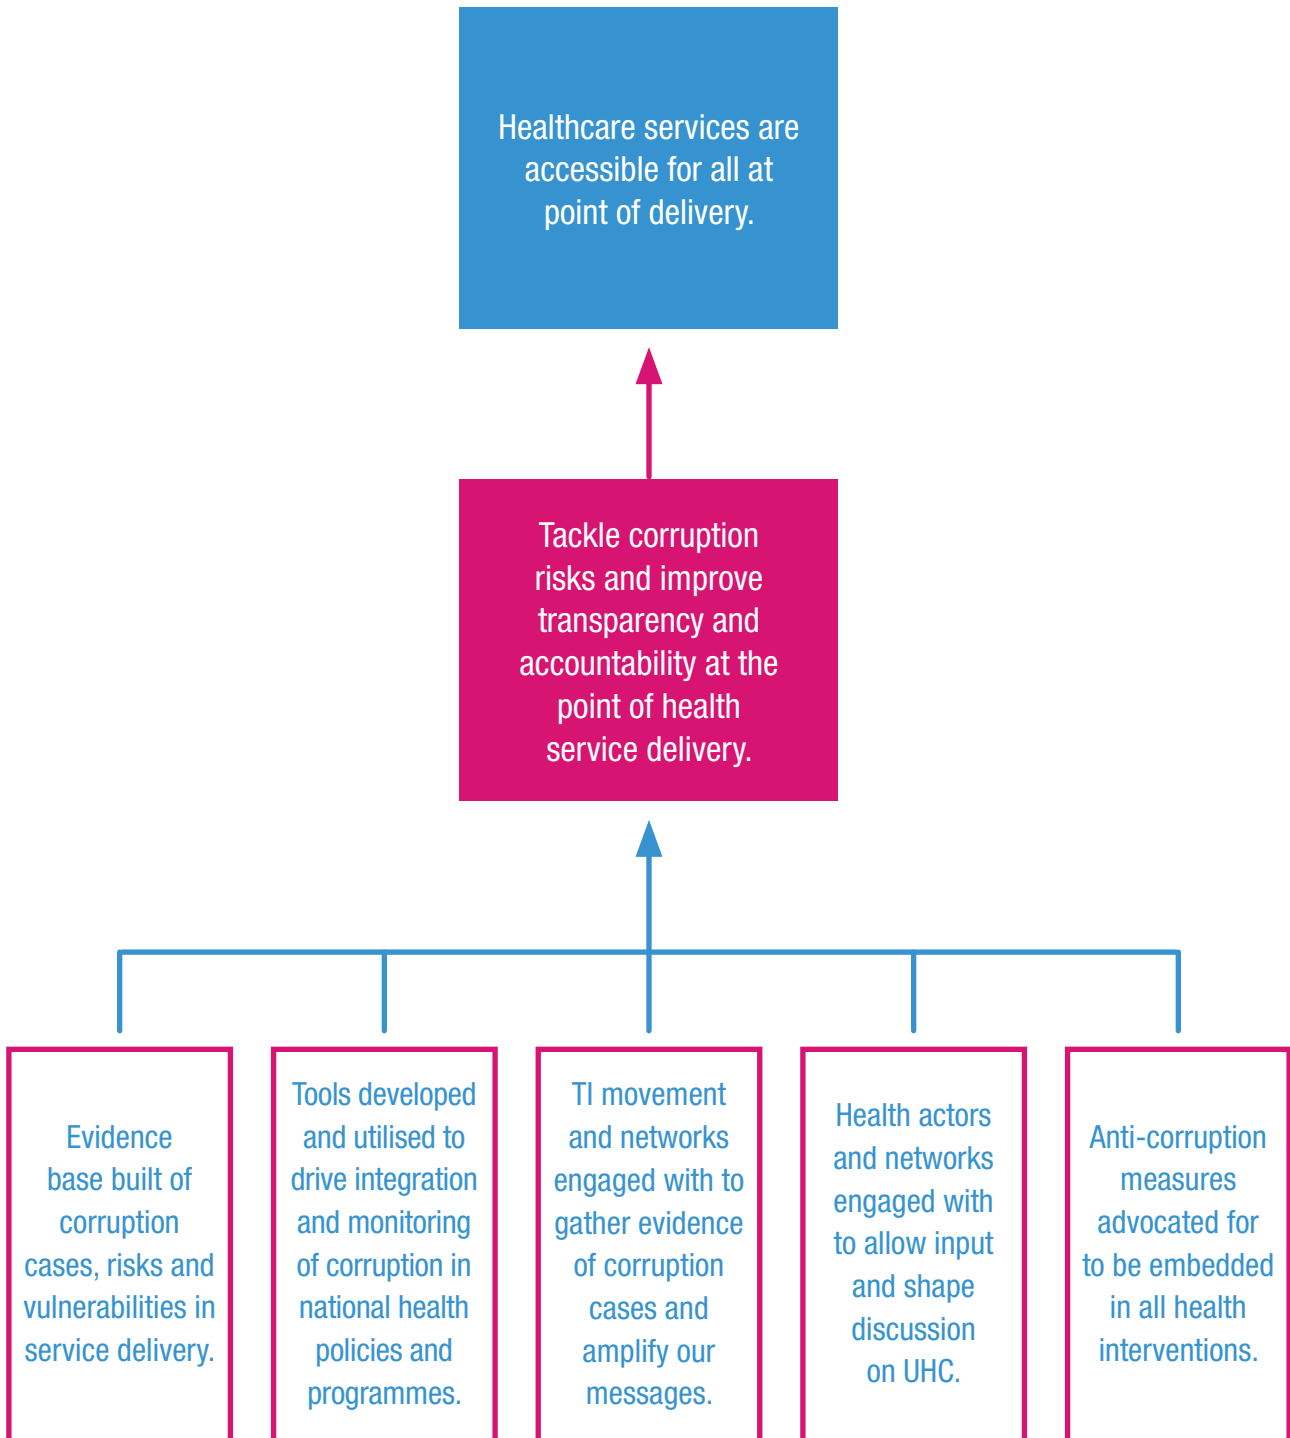 Healthcare services are
accessible for all at
point of delivery.
Tackle corruption
risks and improve
transparency and
accountability at the
point of health
service delivery.
Evidence
base built of
corruption
cases, risks and
vulnerabilities in
service delivery.
Tools developed
and utilised to
drive integration
and monitoring
of corruption in
national health
policies and
programmes.
TI movement
and networks
engaged with to
gather evidence
of corruption
cases and
amplify our
messages.
Health actors
and networks
engaged with
to allow input
and shape
discussion
on UHC.
Anti-corruption
measures
advocated for
to be embedded
in all health
interventions.